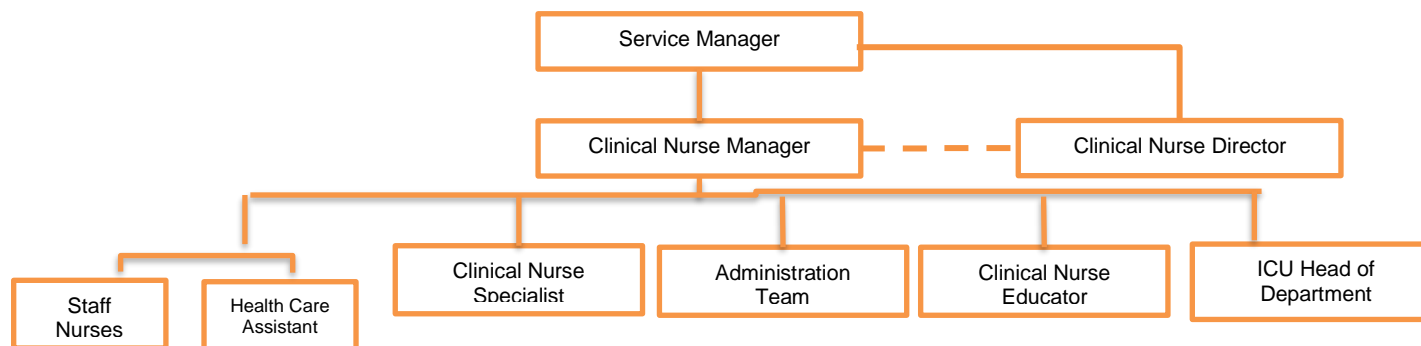 Service Manager
Clinical Nurse Manager
Clinical Nurse Director
Clinical Nurse
Specialist
Administration
Team
Clinical Nurse
Educator
ICU Head of
Department
Staff
Nurses
Health Care
Assistant